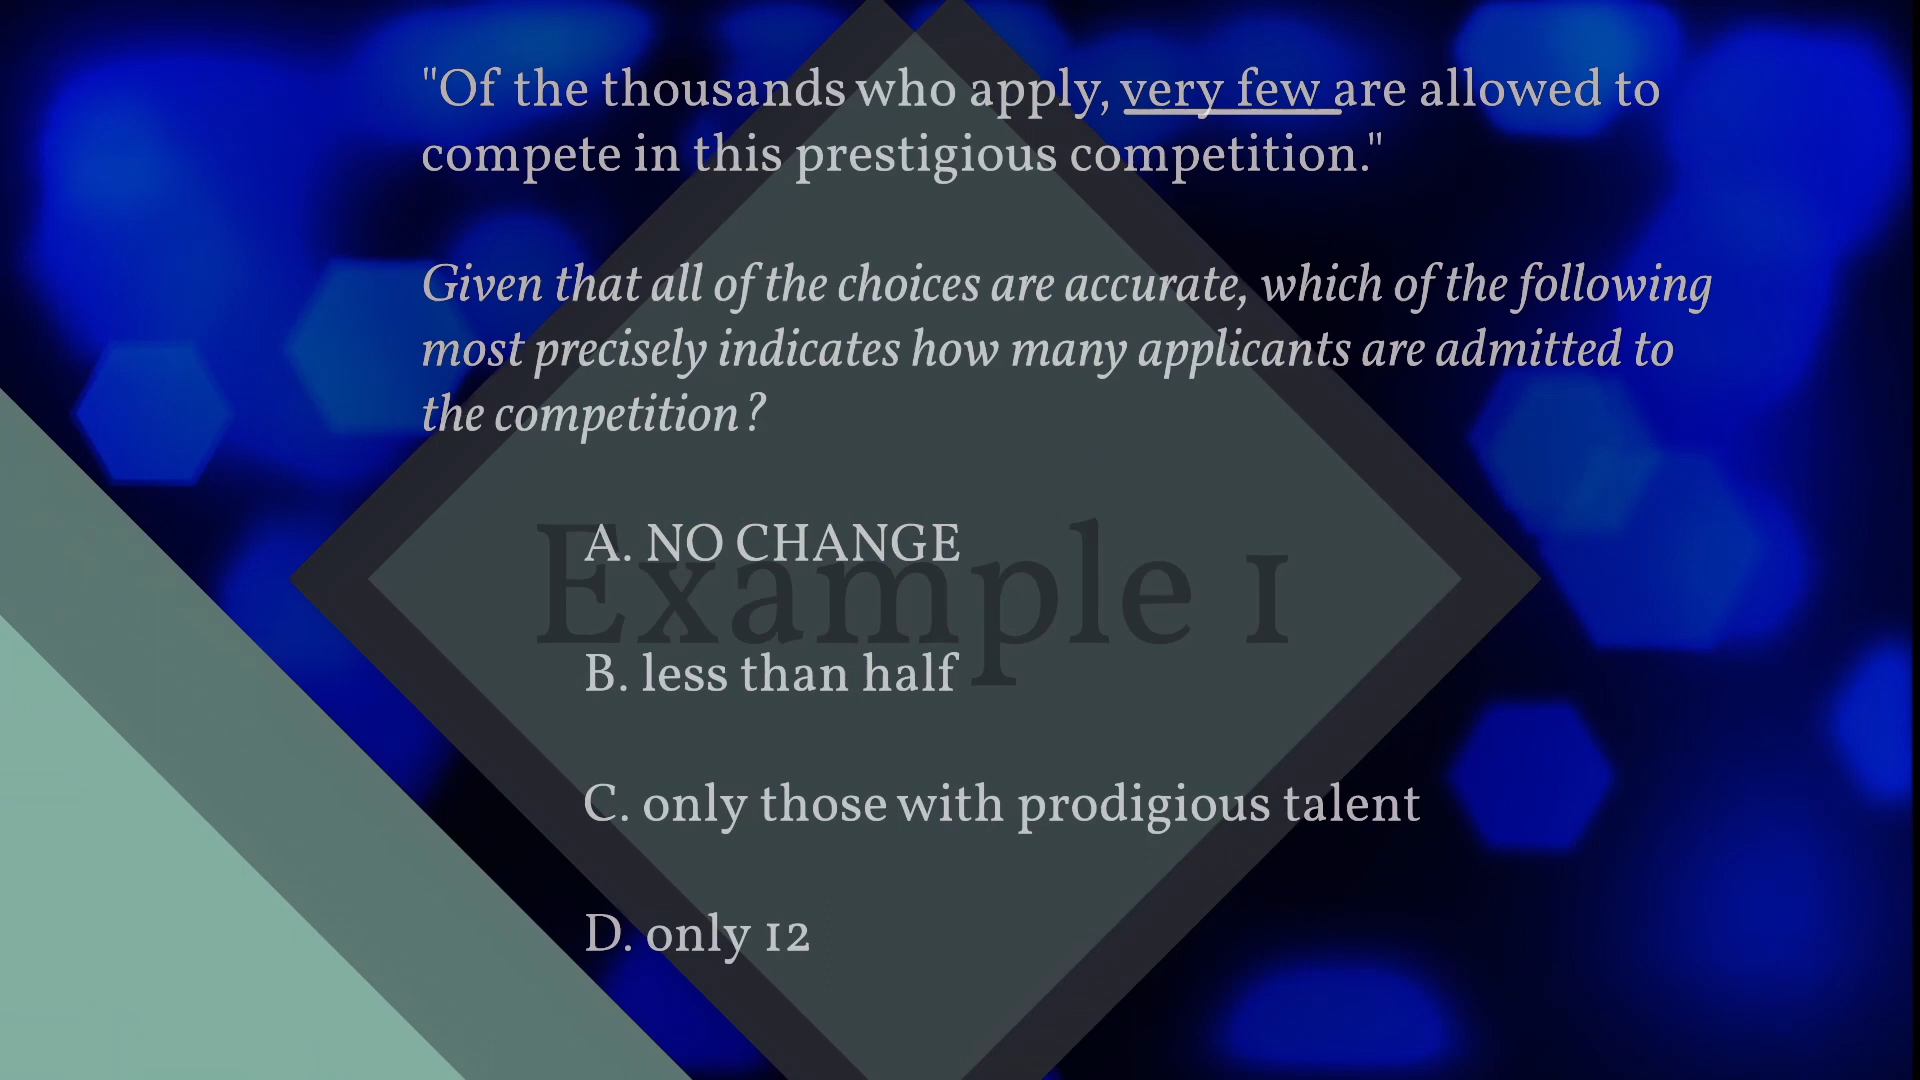 "Of the thousands who apply, very few are allowed to
compete in this prestigious competition."
Given that all of the choices are accurate, which of the following
most precisely indicates how many applicants are admitted to
the competition?
A. NO CHANGE
Example 1
B. less than half
C. only those with prodigious talent
D. only 12